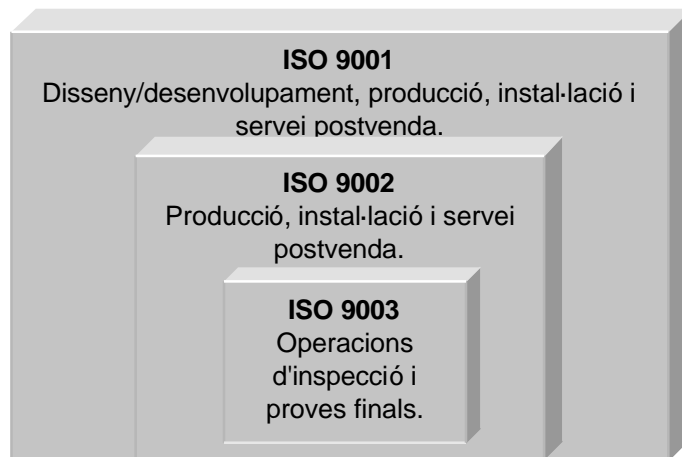 ISO 9001
Disseny/desenvolupament, producció, instal·lació i
servei postvenda.
ISO 9002
Producció, instal·lació i servei
postvenda.
ISO 9003
Operacions
d'inspecció i
proves finals.